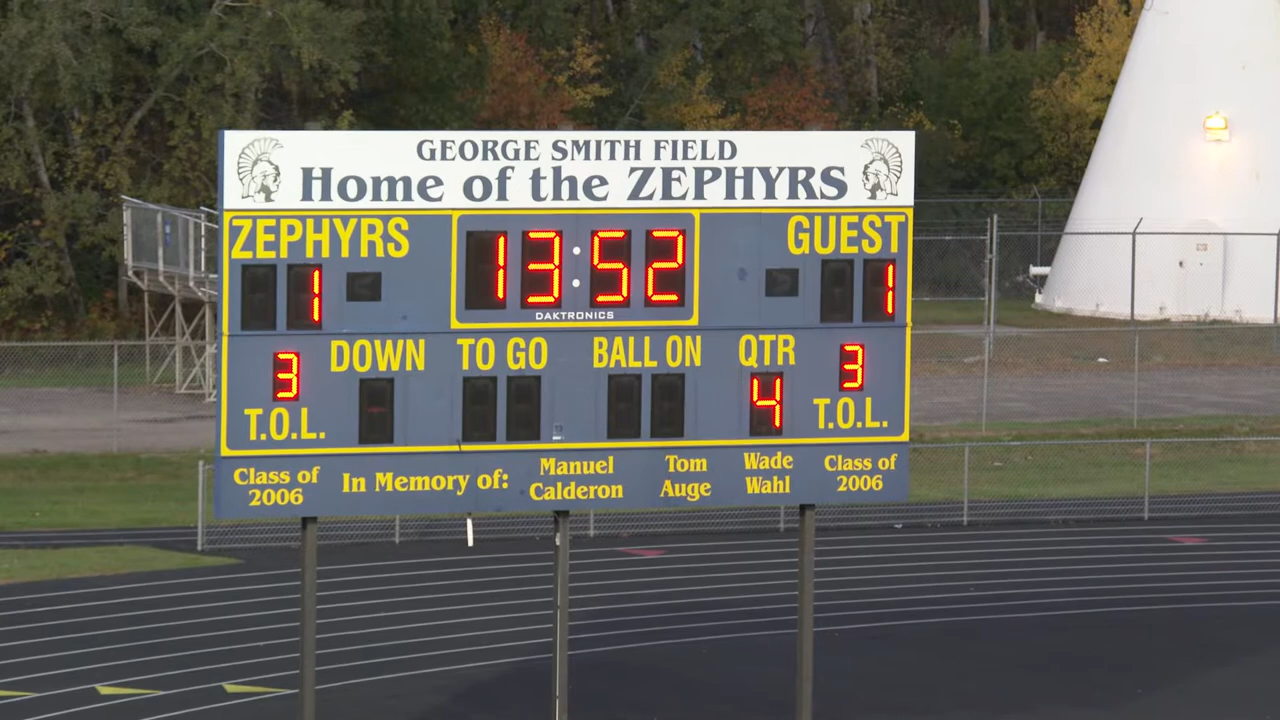 GEORGE SMITH FIELD
Home of the ZEPHYRS
ZEPHYRS
13:52
GUEST
1
1
DAKTRONICS
DOWN
TO GO
BALL ON
QTR
3
3
4
T.O.L.
T.O.L.
Class of
2006
In Memory of:
Manuel
Calderon
Tom
Auge
Wade
Wahl
Class of
2006